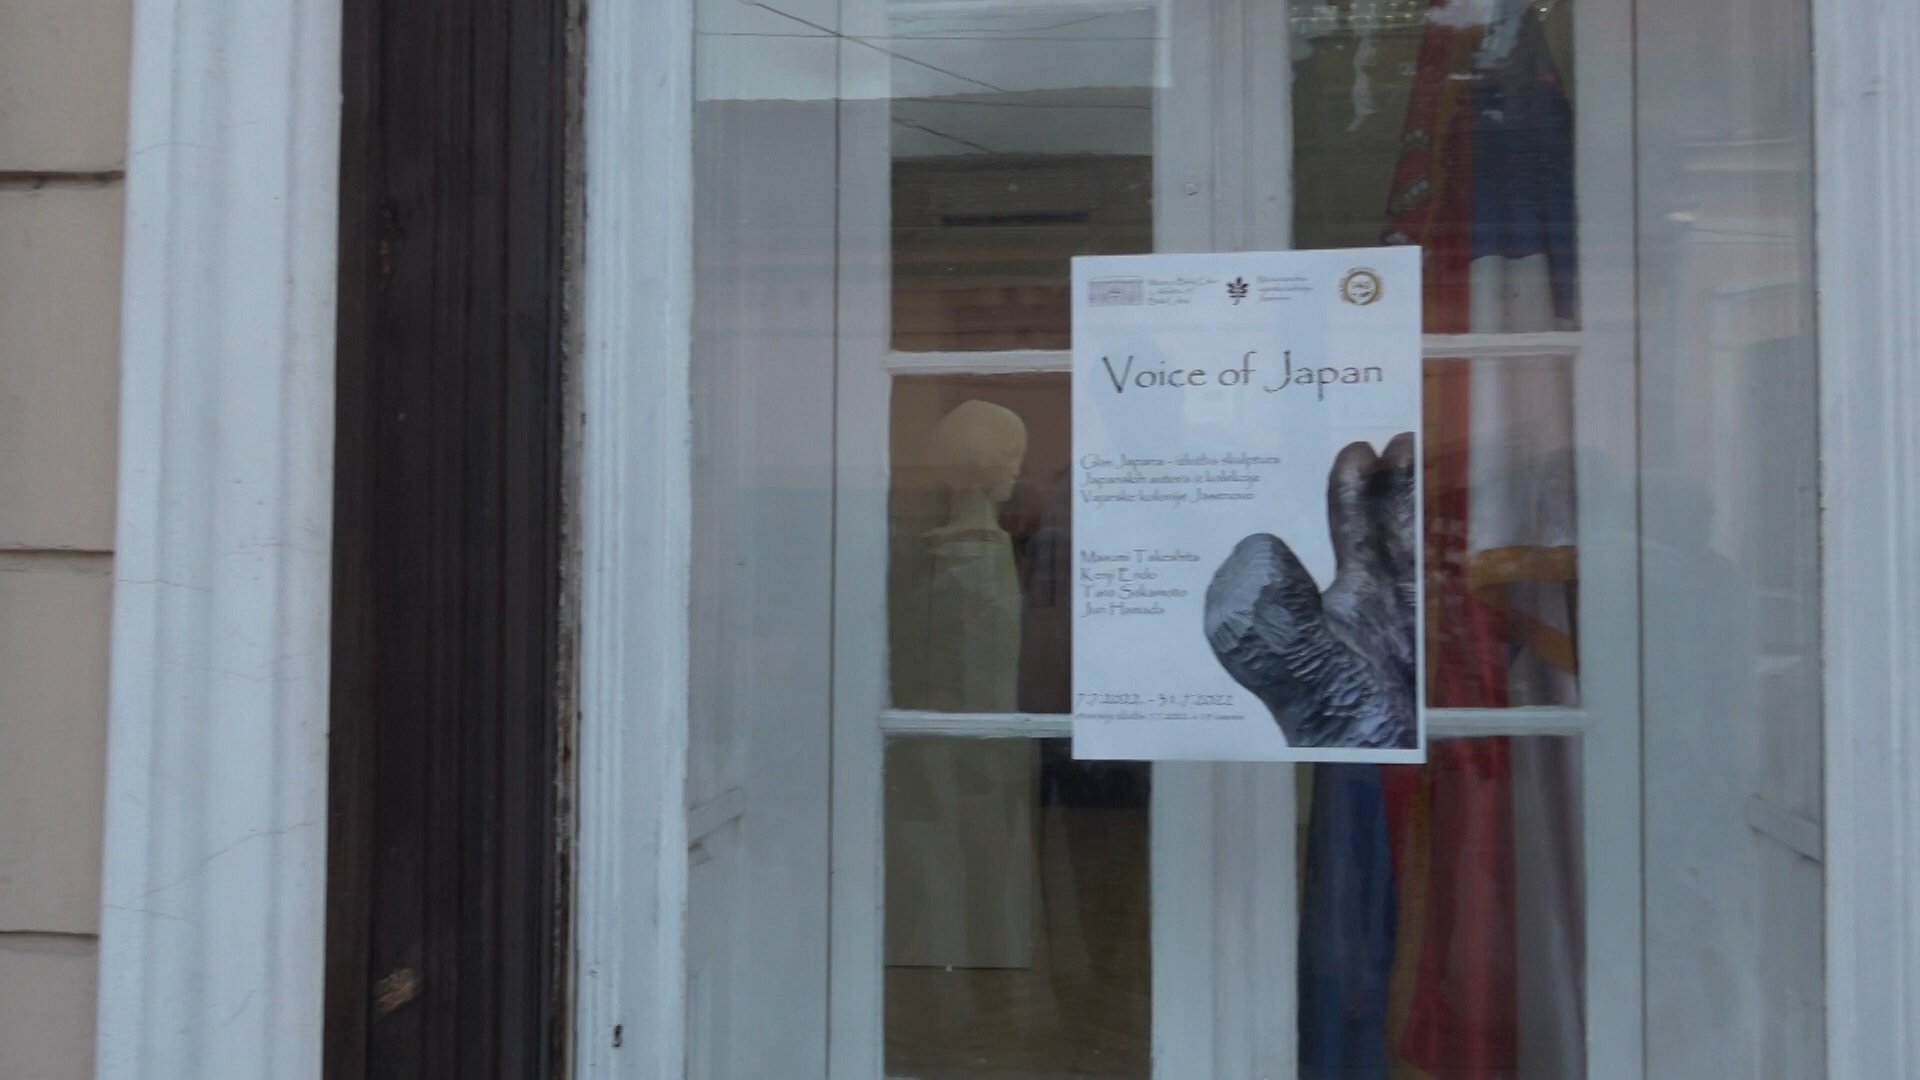 Voice of Japan
Glas Japana - izložba skulptura
Japanskih autora iz kolekcije
Vajarske kolonije Jasenovo
Masumi Takeshita
Kenji Endo
Taro Sakamoto
Jun Hamada
7.7.2022. - 31.7.2022